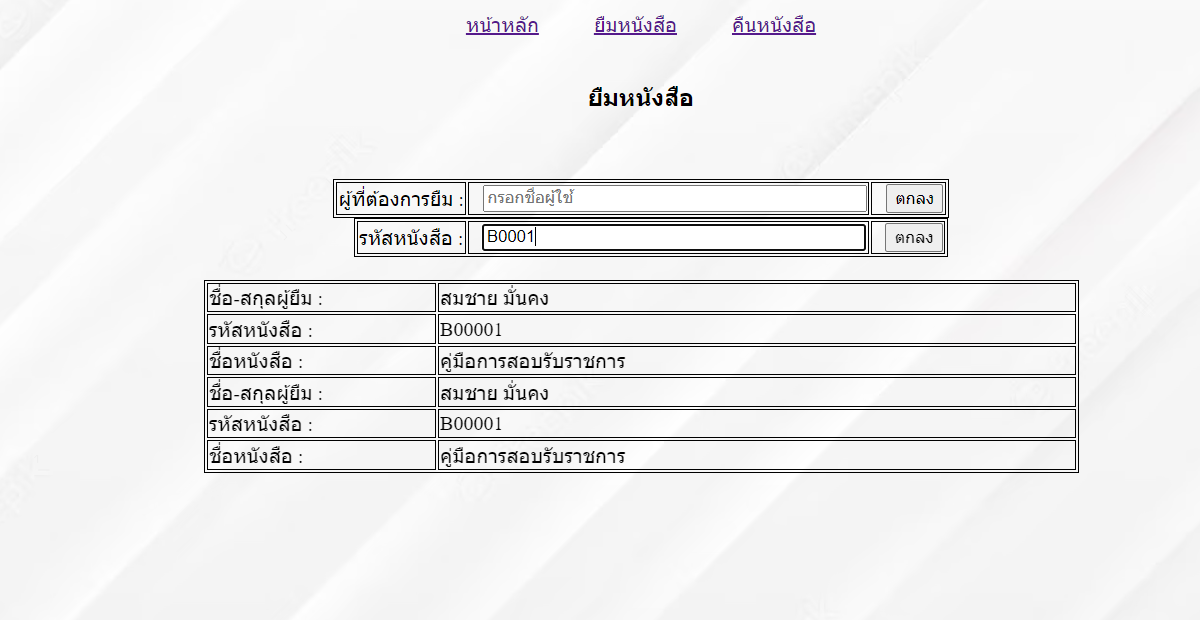 หน้าหลัก ยืมหนังสือ คืนหนังสือ
ยืมหนังสือ
ผู้ที่ต้องการยืม : กรอกชื่อผู้ใช้ ตกลง
รหัสหนังสือ : B0001 ตกลง
ชื่อ-สกุลผู้ยืม : สมชาย มั่นคง
รหัสหนังสือ : B00001
ชื่อหนังสือ : คู่มือการสอบรับราชการ
ชื่อ-สกุลผู้ยืม : สมชาย มั่นคง
รหัสหนังสือ : B00001
ชื่อหนังสือ : คู่มือการสอบรับราชการ